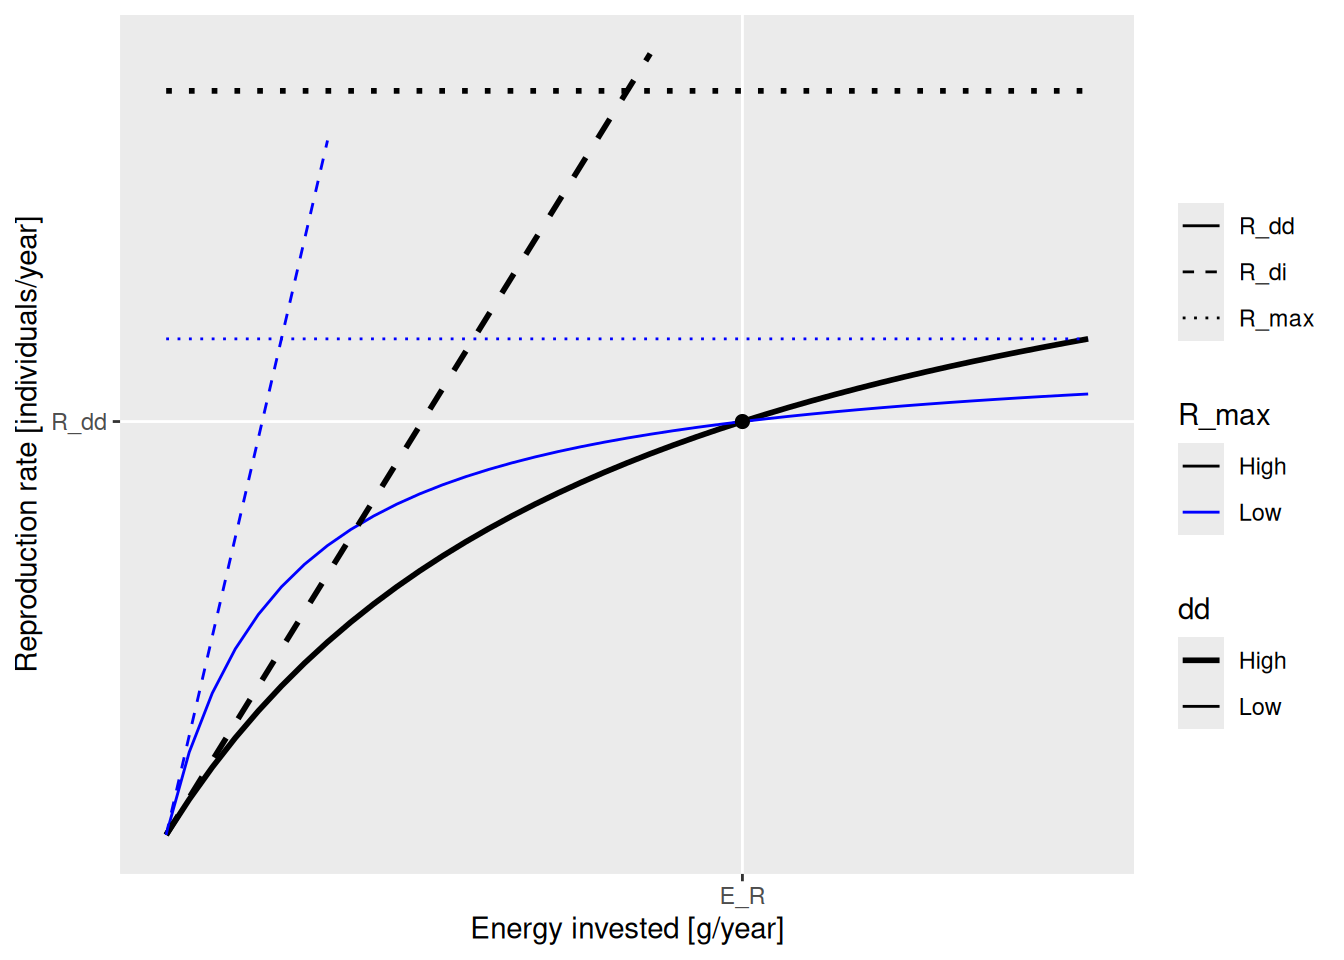 Reproduction rate [individuals/year]
R_dd
E_R
Energy invested [g/year]
R_dd
R_di
R_max
R_max
High
Low
dd
High
Low